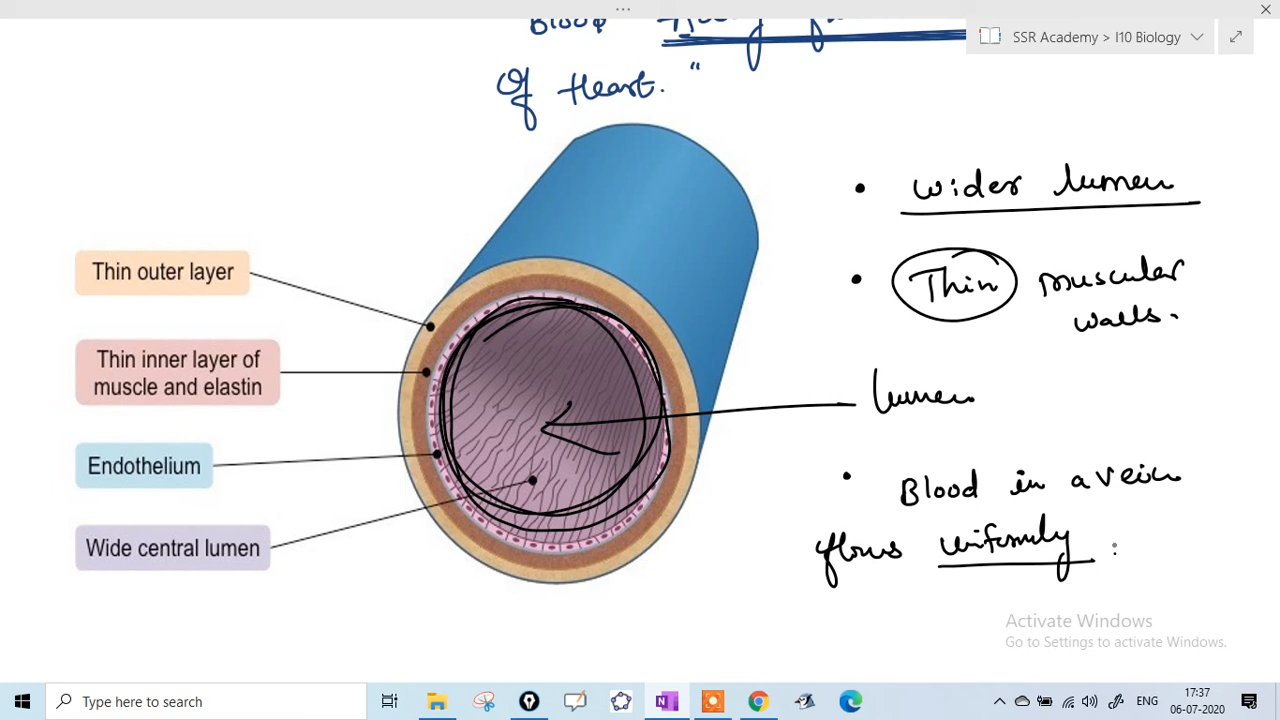 SSR Academy > I10 Biology
Blood
Of Heart."
wider lumen
Thin outer layer
Thin muscular
walls.
Thin inner layer of
muscle and elastin
lumen
Endothelium
Blood in a vein
flows uniformly
Wide central lumen
Activate Windows
Go to Settings to activate Windows.
Type here to search
ENG
17:37
06-07-2020